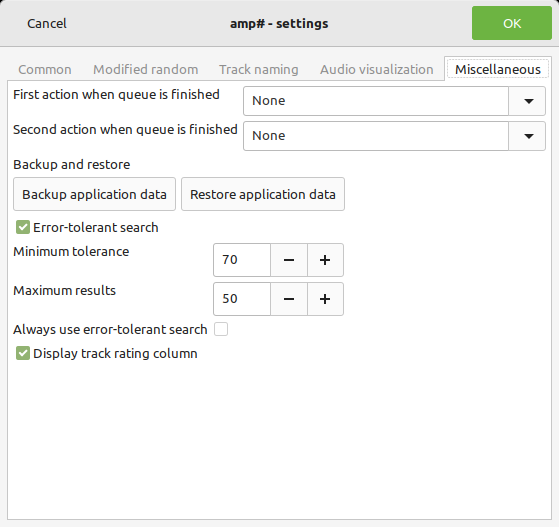 Cancel
amp# - settings
OK
Common Modified random Track naming Audio visualization Miscellaneous
First action when queue is finished None
Second action when queue is finished None
Backup and restore
Backup application data Restore application data
Error-tolerant search
Minimum tolerance 70 − +
Maximum results 50 − +
Always use error-tolerant search
Display track rating column